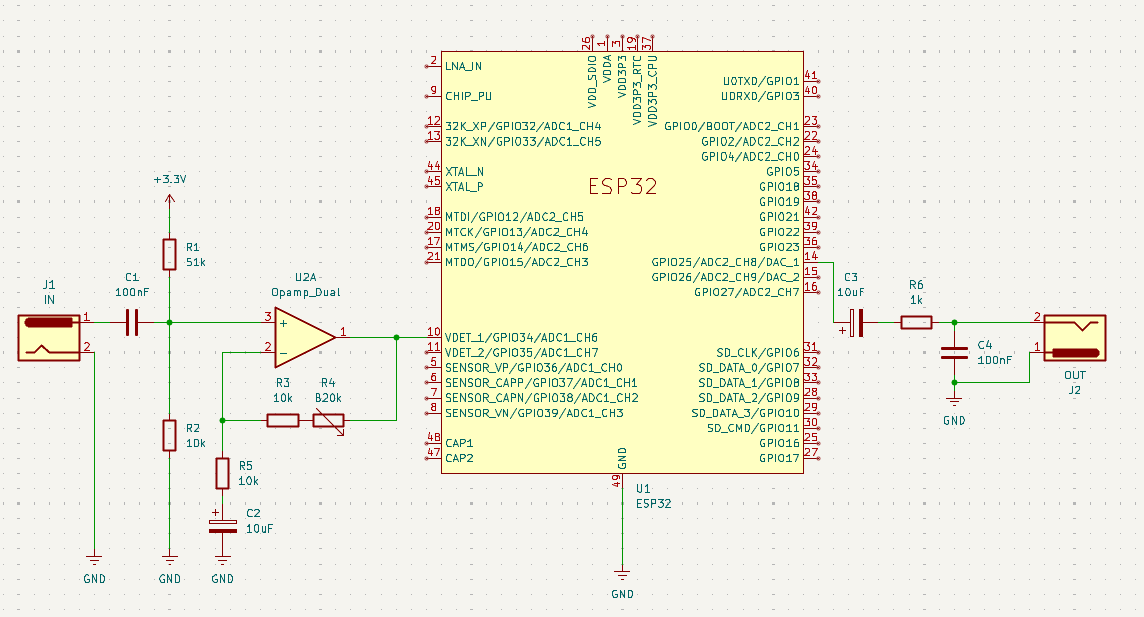 26
1
3
19
37
VDD_SDIO
VDDA
VDD3P3
VDD3P3_RTC
VDD3P3_CPU
2 LNA_IN
9 CHIP_PU
12 32K_XP/GPIO32/ADC1_CH4
13 32K_XN/GPIO33/ADC1_CH5
44 XTAL_N
45 XTAL_P
18 MTDI/GPIO12/ADC2_CH5
20 MTCK/GPIO13/ADC2_CH4
17 MTMS/GPIO14/ADC2_CH6
21 MTDO/GPIO15/ADC2_CH3
10 VDET_1/GPIO34/ADC1_CH6
11 VDET_2/GPIO35/ADC1_CH7
5 SENSOR_VP/GPIO36/ADC1_CH0
6 SENSOR_CAPP/GPIO37/ADC1_CH1
7 SENSOR_CAPN/GPIO38/ADC1_CH2
8 SENSOR_VN/GPIO39/ADC1_CH3
48 CAP1
47 CAP2
ESP32
U0TXD/GPIO1 41
U0RXD/GPIO3 40
GPIO0/BOOT/ADC2_CH1 23
GPIO2/ADC2_CH2 22
GPIO4/ADC2_CH0 24
GPIO5 34
GPIO18 35
GPIO19 38
GPIO21 42
GPIO22 39
GPIO23 36
GPIO25/ADC2_CH8/DAC_1 14
GPIO26/ADC2_CH9/DAC_2 15
GPIO27/ADC2_CH7 16
SD_CLK/GPIO6 31
SD_DATA_0/GPIO7 32
SD_DATA_1/GPIO8 33
SD_DATA_2/GPIO9 28
SD_DATA_3/GPIO10 29
SD_CMD/GPIO11 30
GPIO16 25
GPIO17 27
GND
49
U1
ESP32
GND
+3.3V
R1
51k
J1
IN
1
2
C1
100nF
U2A
Opamp_Dual
3
+
2
-
1
R3
10k
R4
B20k
R2
10k
R5
10k
+
C2
10uF
GND
GND
GND
C3
10uF
+
R6
1k
C4
100nF
GND
2
1
OUT
J2